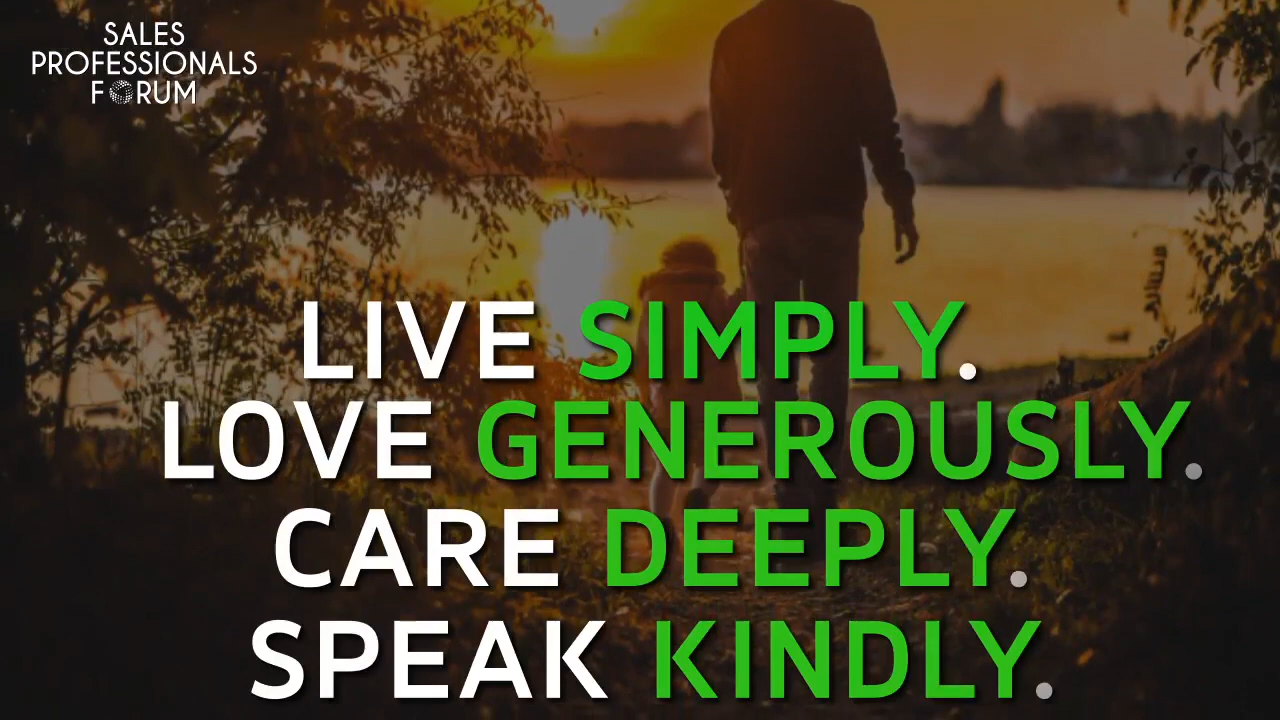 SALES
PROFESSIONALS
FORUM
LIVE SIMPLY.
LOVE GENEROUSLY.
CARE DEEPLY.
SPEAK KINDLY.